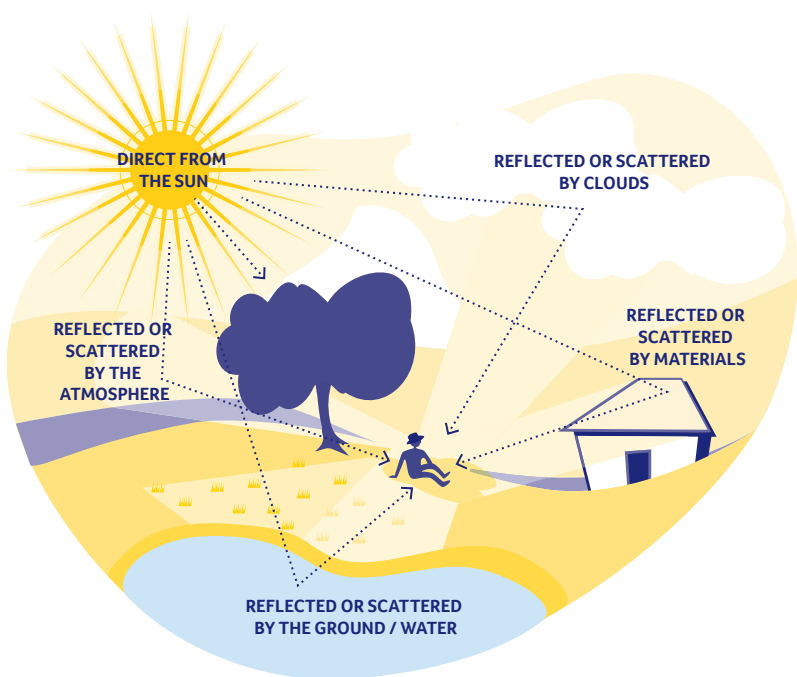 DIRECT FROM
THE SUN
REFLECTED OR SCATTERED
BY CLOUDS
REFLECTED OR
SCATTERED
BY THE
ATMOSPHERE
REFLECTED OR
SCATTERED
BY MATERIALS
REFLECTED OR SCATTERED
BY THE GROUND / WATER